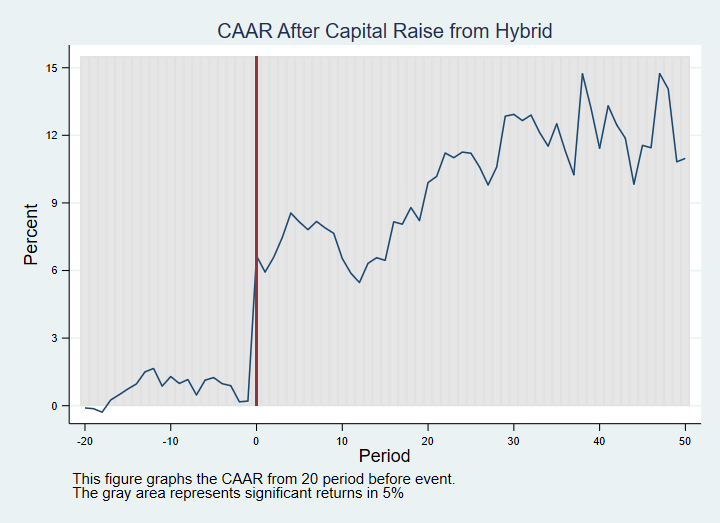 CAAR After Capital Raise from Hybrid
15
12
9
6
3
0
Percent
-20 -10 0 10 20 30 40 50
Period
This figure graphs the CAAR from 20 period before event.
The gray area represents significant returns in 5%